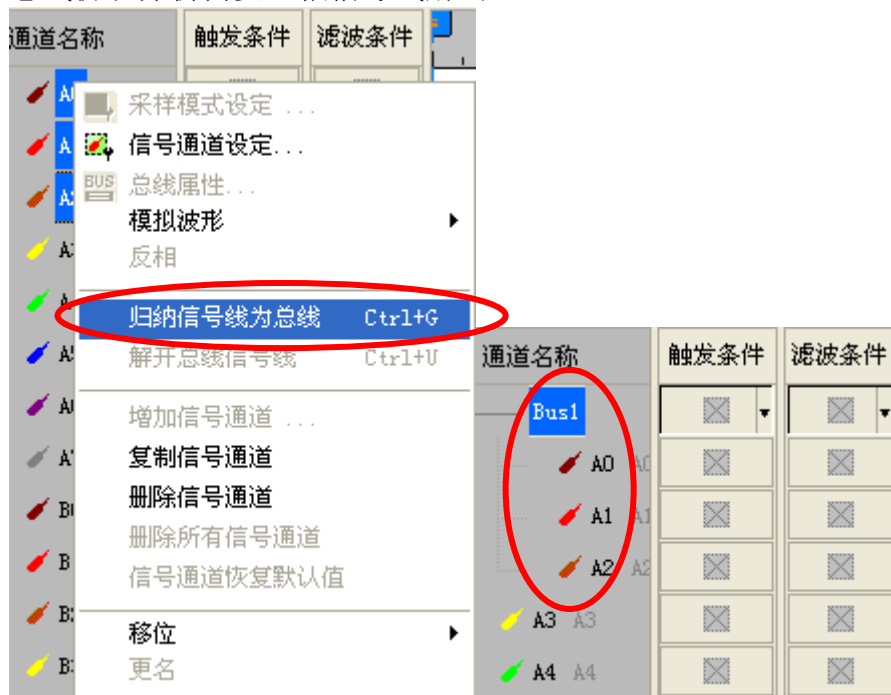 通道名称 触发条件 滤波条件
采样模式设定 ...
信号通道设定...
BUS 总线属性...
模拟波形
反相
归纳信号线为总线 Ctrl+G
解开总线信号线 Ctrl+U
增加信号通道 ...
复制信号通道
删除信号通道
删除所有信号通道
信号通道恢复默认值
移位
更名
通道名称 触发条件 滤波条件
Bus1
A0 A0
A1 A1
A2 A2
A3 A3
A4 A4